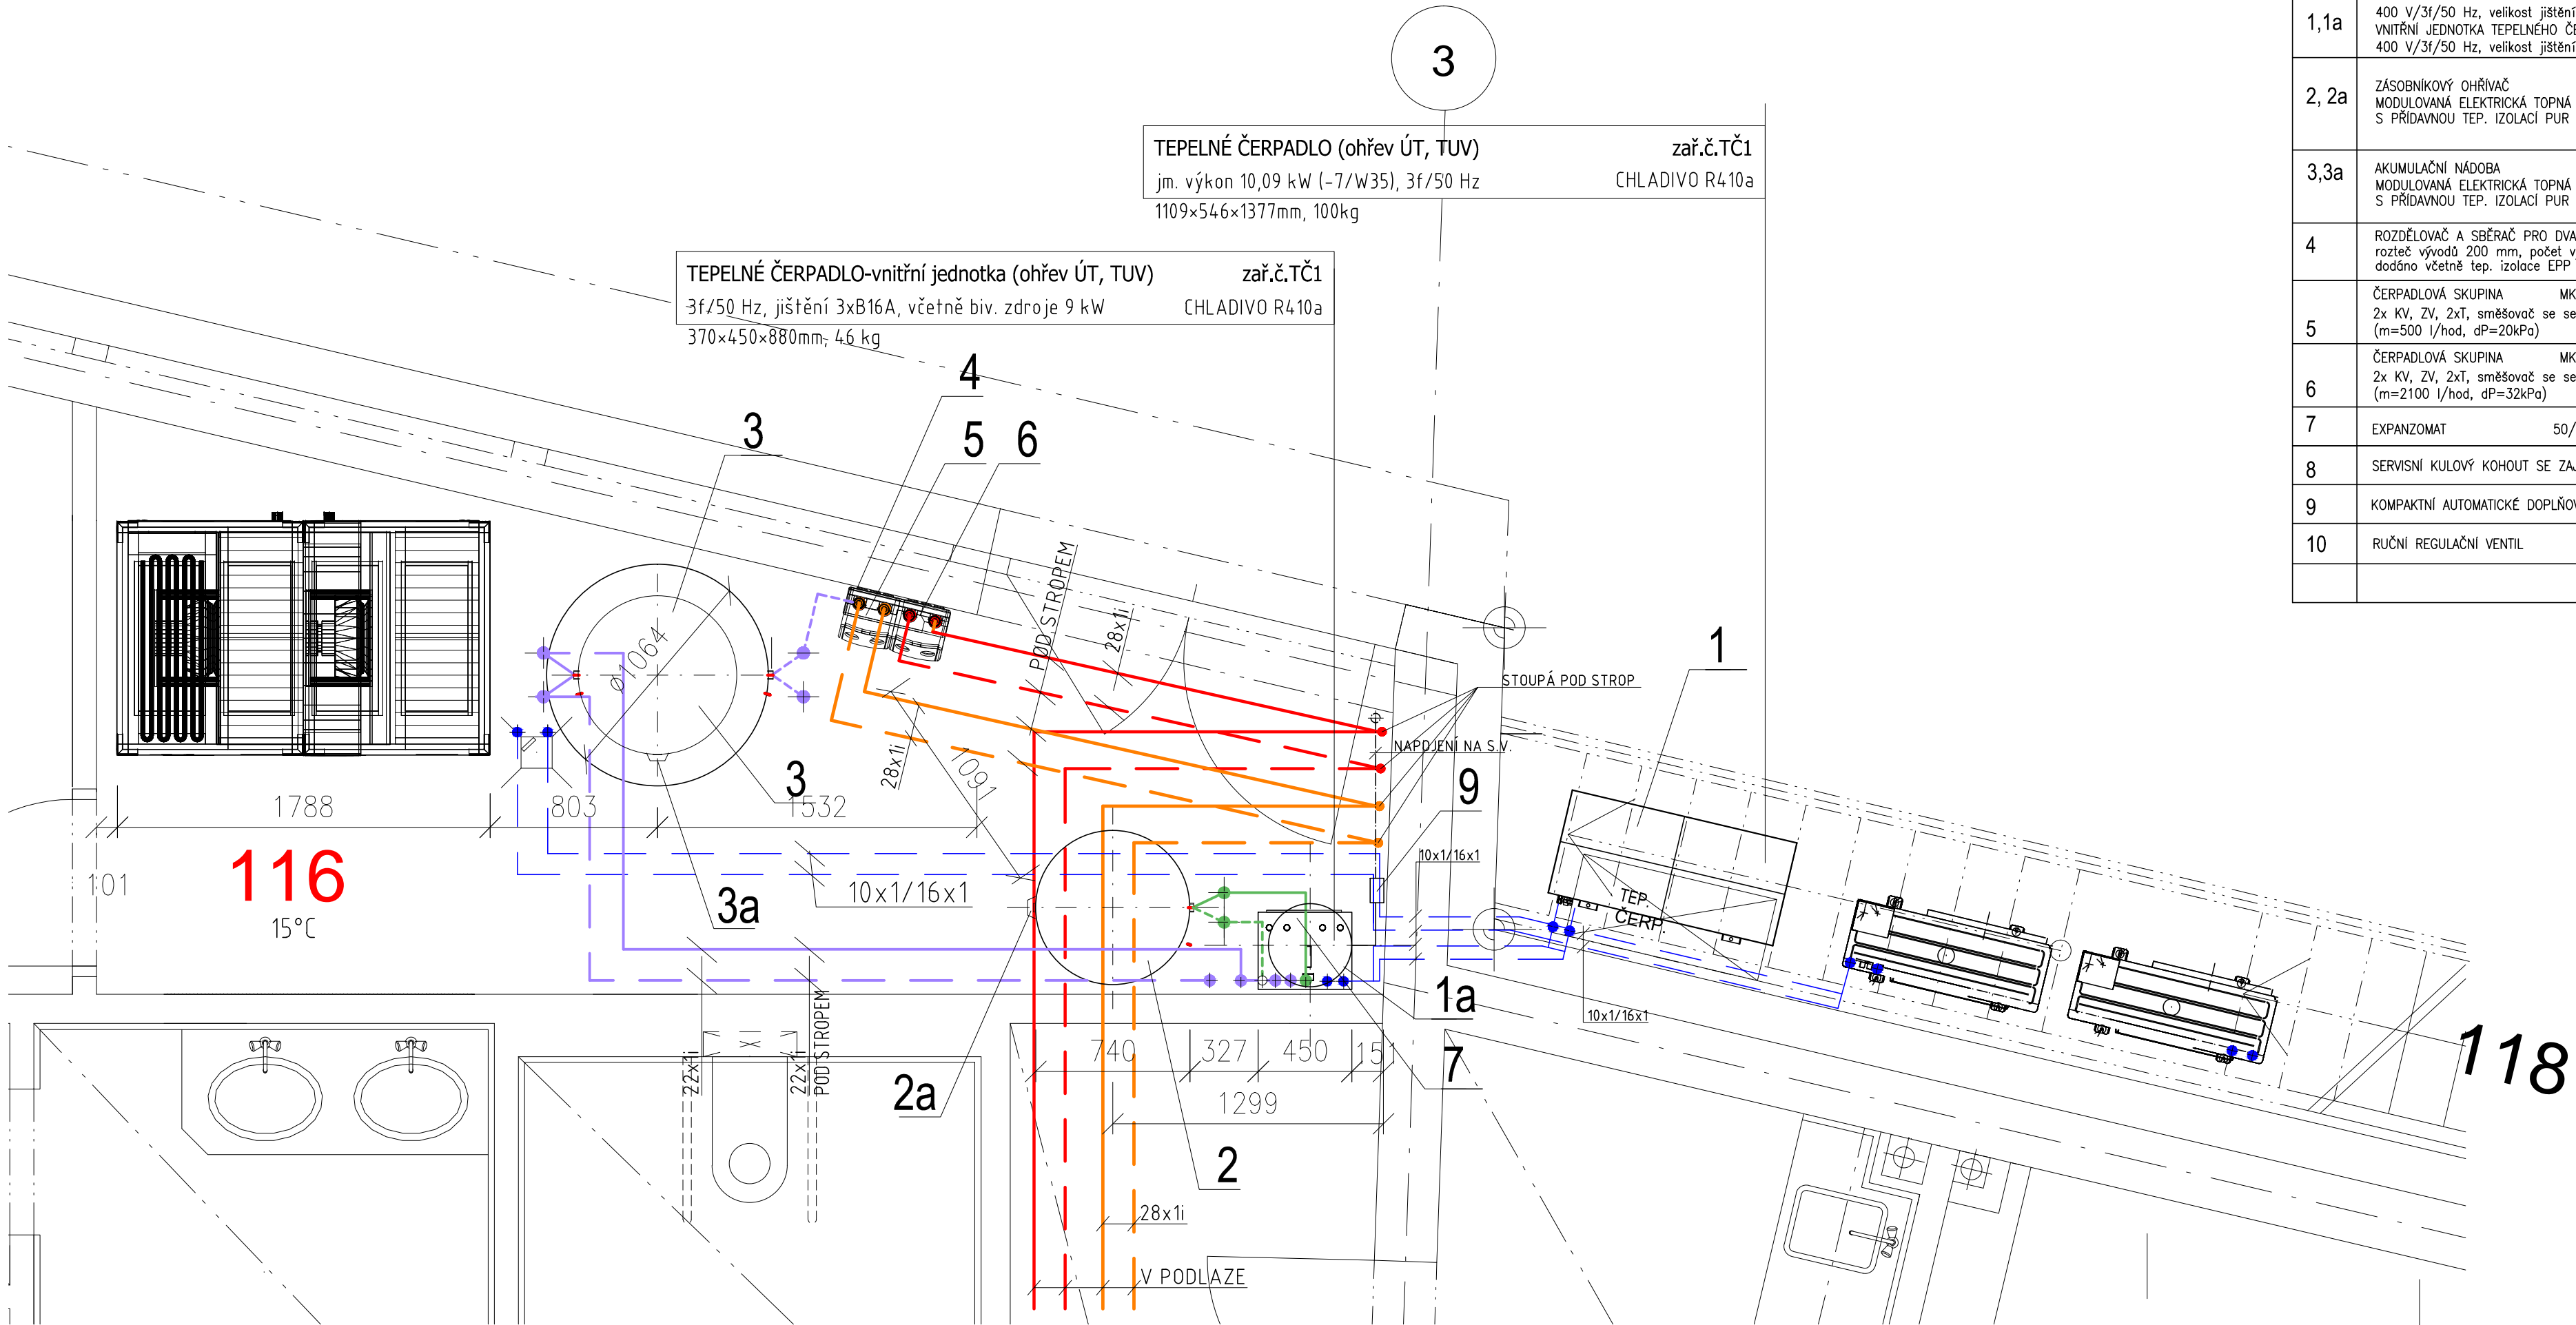 3
TEPELNÉ ČERPADLO (ohřev ÚT, TUV) zař.č.TČ1
jm. výkon 10,09 kW (-7/W35), 3f/50 Hz CHLADIVO R410a
1109×546×1377mm, 100kg
TEPELNÉ ČERPADLO-vnitřní jednotka (ohřev ÚT, TUV) zař.č.TČ1
3f/50 Hz, jištění 3xB16A, včetně biv. zdroje 9 kW CHLADIVO R410a
370×450×880mm, 46 kg
1,1a
400 V/3f/50 Hz, velikost jištění
VNITŘNÍ JEDNOTKA TEPELNÉHO
400 V/3f/50 Hz, velikost jištění
2, 2a
ZÁSOBNÍKOVÝ OHŘÍVAČ
MODULOVANÁ ELEKTRICKÁ TOPNÁ
S PŘÍDAVNOU TEP. IZOLACÍ PUR
3,3a
AKUMULAČNÍ NÁDOBA
MODULOVANÁ ELEKTRICKÁ TOPNÁ
S PŘÍDAVNOU TEP. IZOLACÍ PUR
4
ROZDĚLOVAČ A SBĚRAČ PRO DVA
rozteč vývodů 200 mm, počet v
dodáno včetně tep. izolace EPP
5
ČERPADLOVÁ SKUPINA MK
2x KV, ZV, 2xT, směšovač se se
(m=500 l/hod, dP=20kPa)
6
ČERPADLOVÁ SKUPINA MK
2x KV, ZV, 2xT, směšovač se se
(m=2100 l/hod, dP=32kPa)
7
EXPANZOMAT 50/
8
SERVISNÍ KULOVÝ KOHOUT SE
9
KOMPAKTNÍ AUTOMATICKÉ
10
RUČNÍ REGULAČNÍ VENTIL
4
3
5
6
POD STROPEM
28x1i
ø1064
1
STOUPÁ POD STROP
NAPOJENÍ NA S.V.
28x1i
1091
3
9
1788
803
1532
116
15°C
101
10x1/16x1
10x1/16x1
3a
TEP.
ČERP.
1a
10x1/16x1
118
22x1i
22x1i
POD STROPEM
740
327
450
151
7
2a
1299
2
28x1i
V PODLAZE